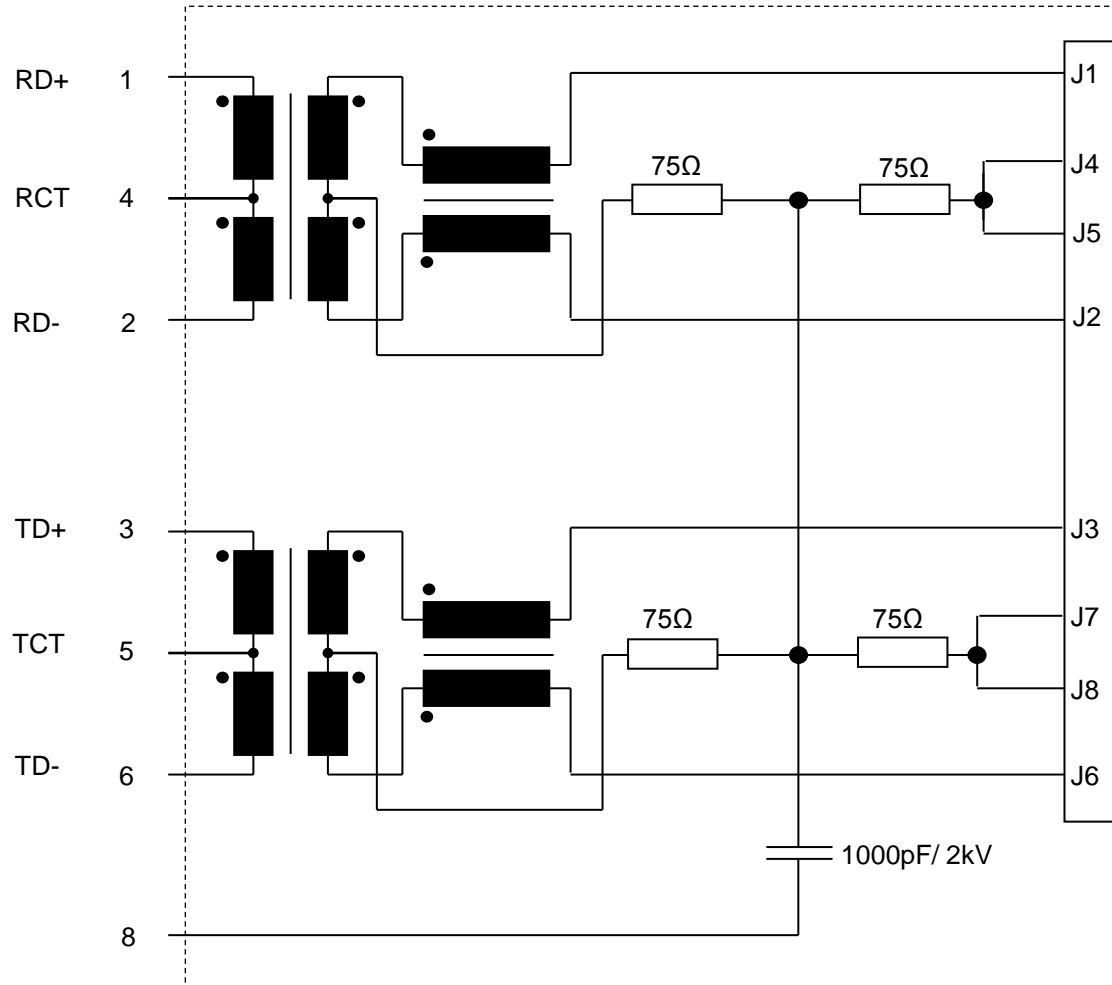 RD+ 1
J1
75Ω
75Ω
J4
RCT 4
J5
RD- 2
J2
TD+ 3
J3
75Ω
75Ω
J7
TCT 5
J8
TD- 6
J6
1000pF/ 2kV
8